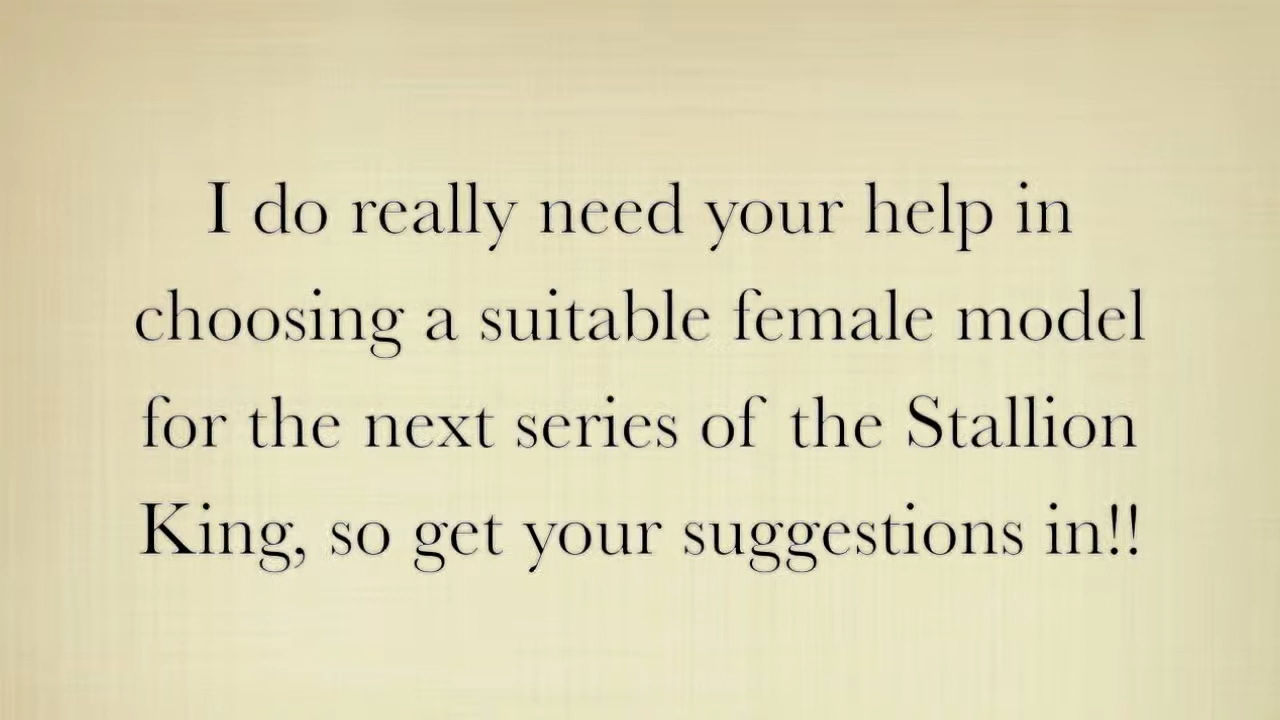 I do really need your help in
choosing a suitable female model
for the next series of the Stallion
King, so get your suggestions in!!